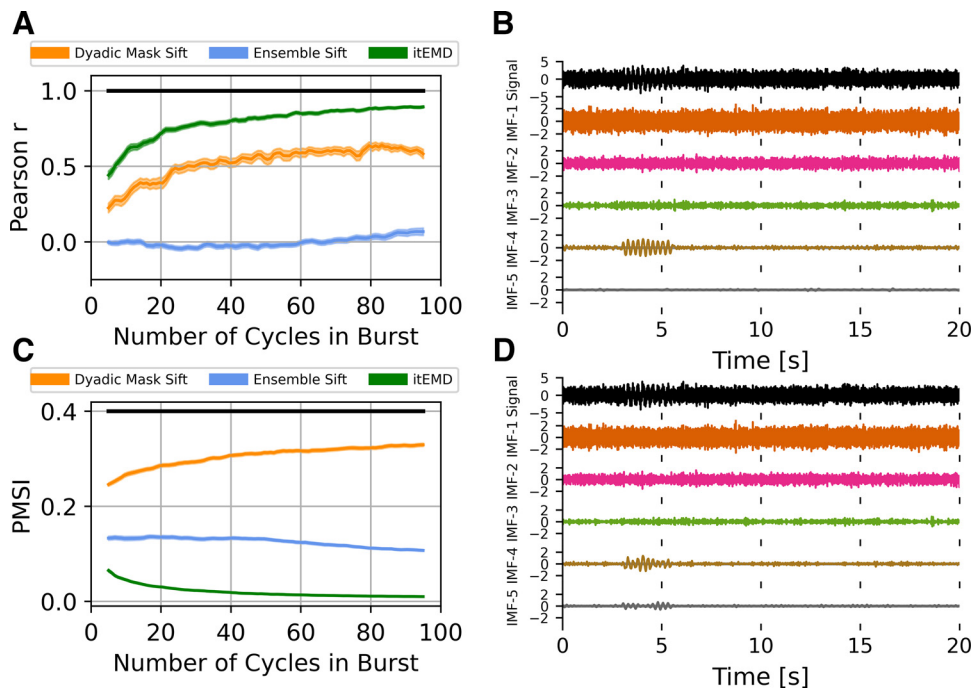 A
Dyadic Mask Sift Ensemble Sift itEMD
1.0
0.5
0.0
Pearson r
0 20 40 60 80 100
Number of Cycles in Burst
B
5
0
−5
Signal
2
0
−2
IMF-1
2
0
−2
IMF-2
2
0
−2
IMF-3
2
0
−2
IMF-4
2
0
−2
IMF-5
0 5 10 15 20
Time [s]
C
Dyadic Mask Sift Ensemble Sift itEMD
0.4
0.2
0.0
PMSI
0 20 40 60 80 100
Number of Cycles in Burst
D
5
0
−5
Signal
2
0
−2
IMF-1
2
0
−2
IMF-2
2
0
−2
IMF-3
2
0
−2
IMF-4
2
0
−2
IMF-5
0 5 10 15 20
Time [s]